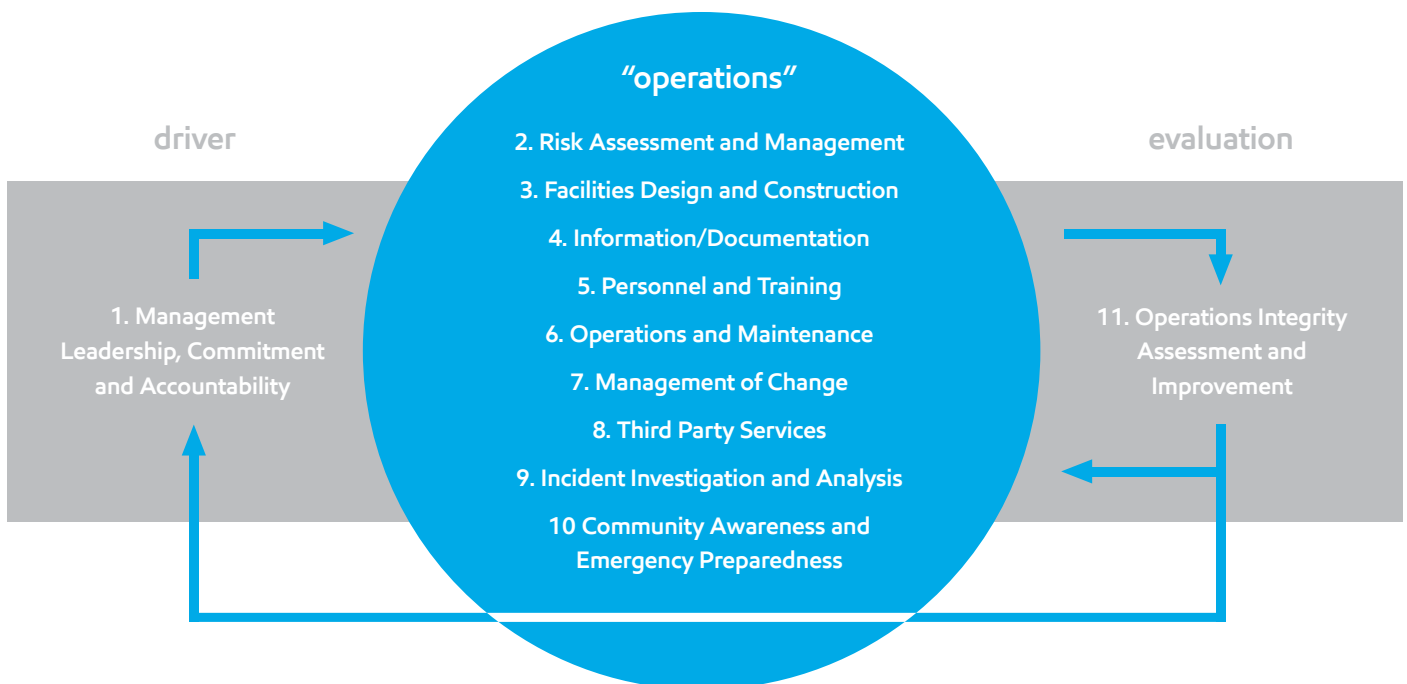 driver
1. Management
Leadership, Commitment
and Accountability
“operations”
2. Risk Assessment and Management
3. Facilities Design and Construction
4. Information/Documentation
5. Personnel and Training
6. Operations and Maintenance
7. Management of Change
8. Third Party Services
9. Incident Investigation and Analysis
10 Community Awareness and
Emergency Preparedness
evaluation
11. Operations Integrity
Assessment and
Improvement